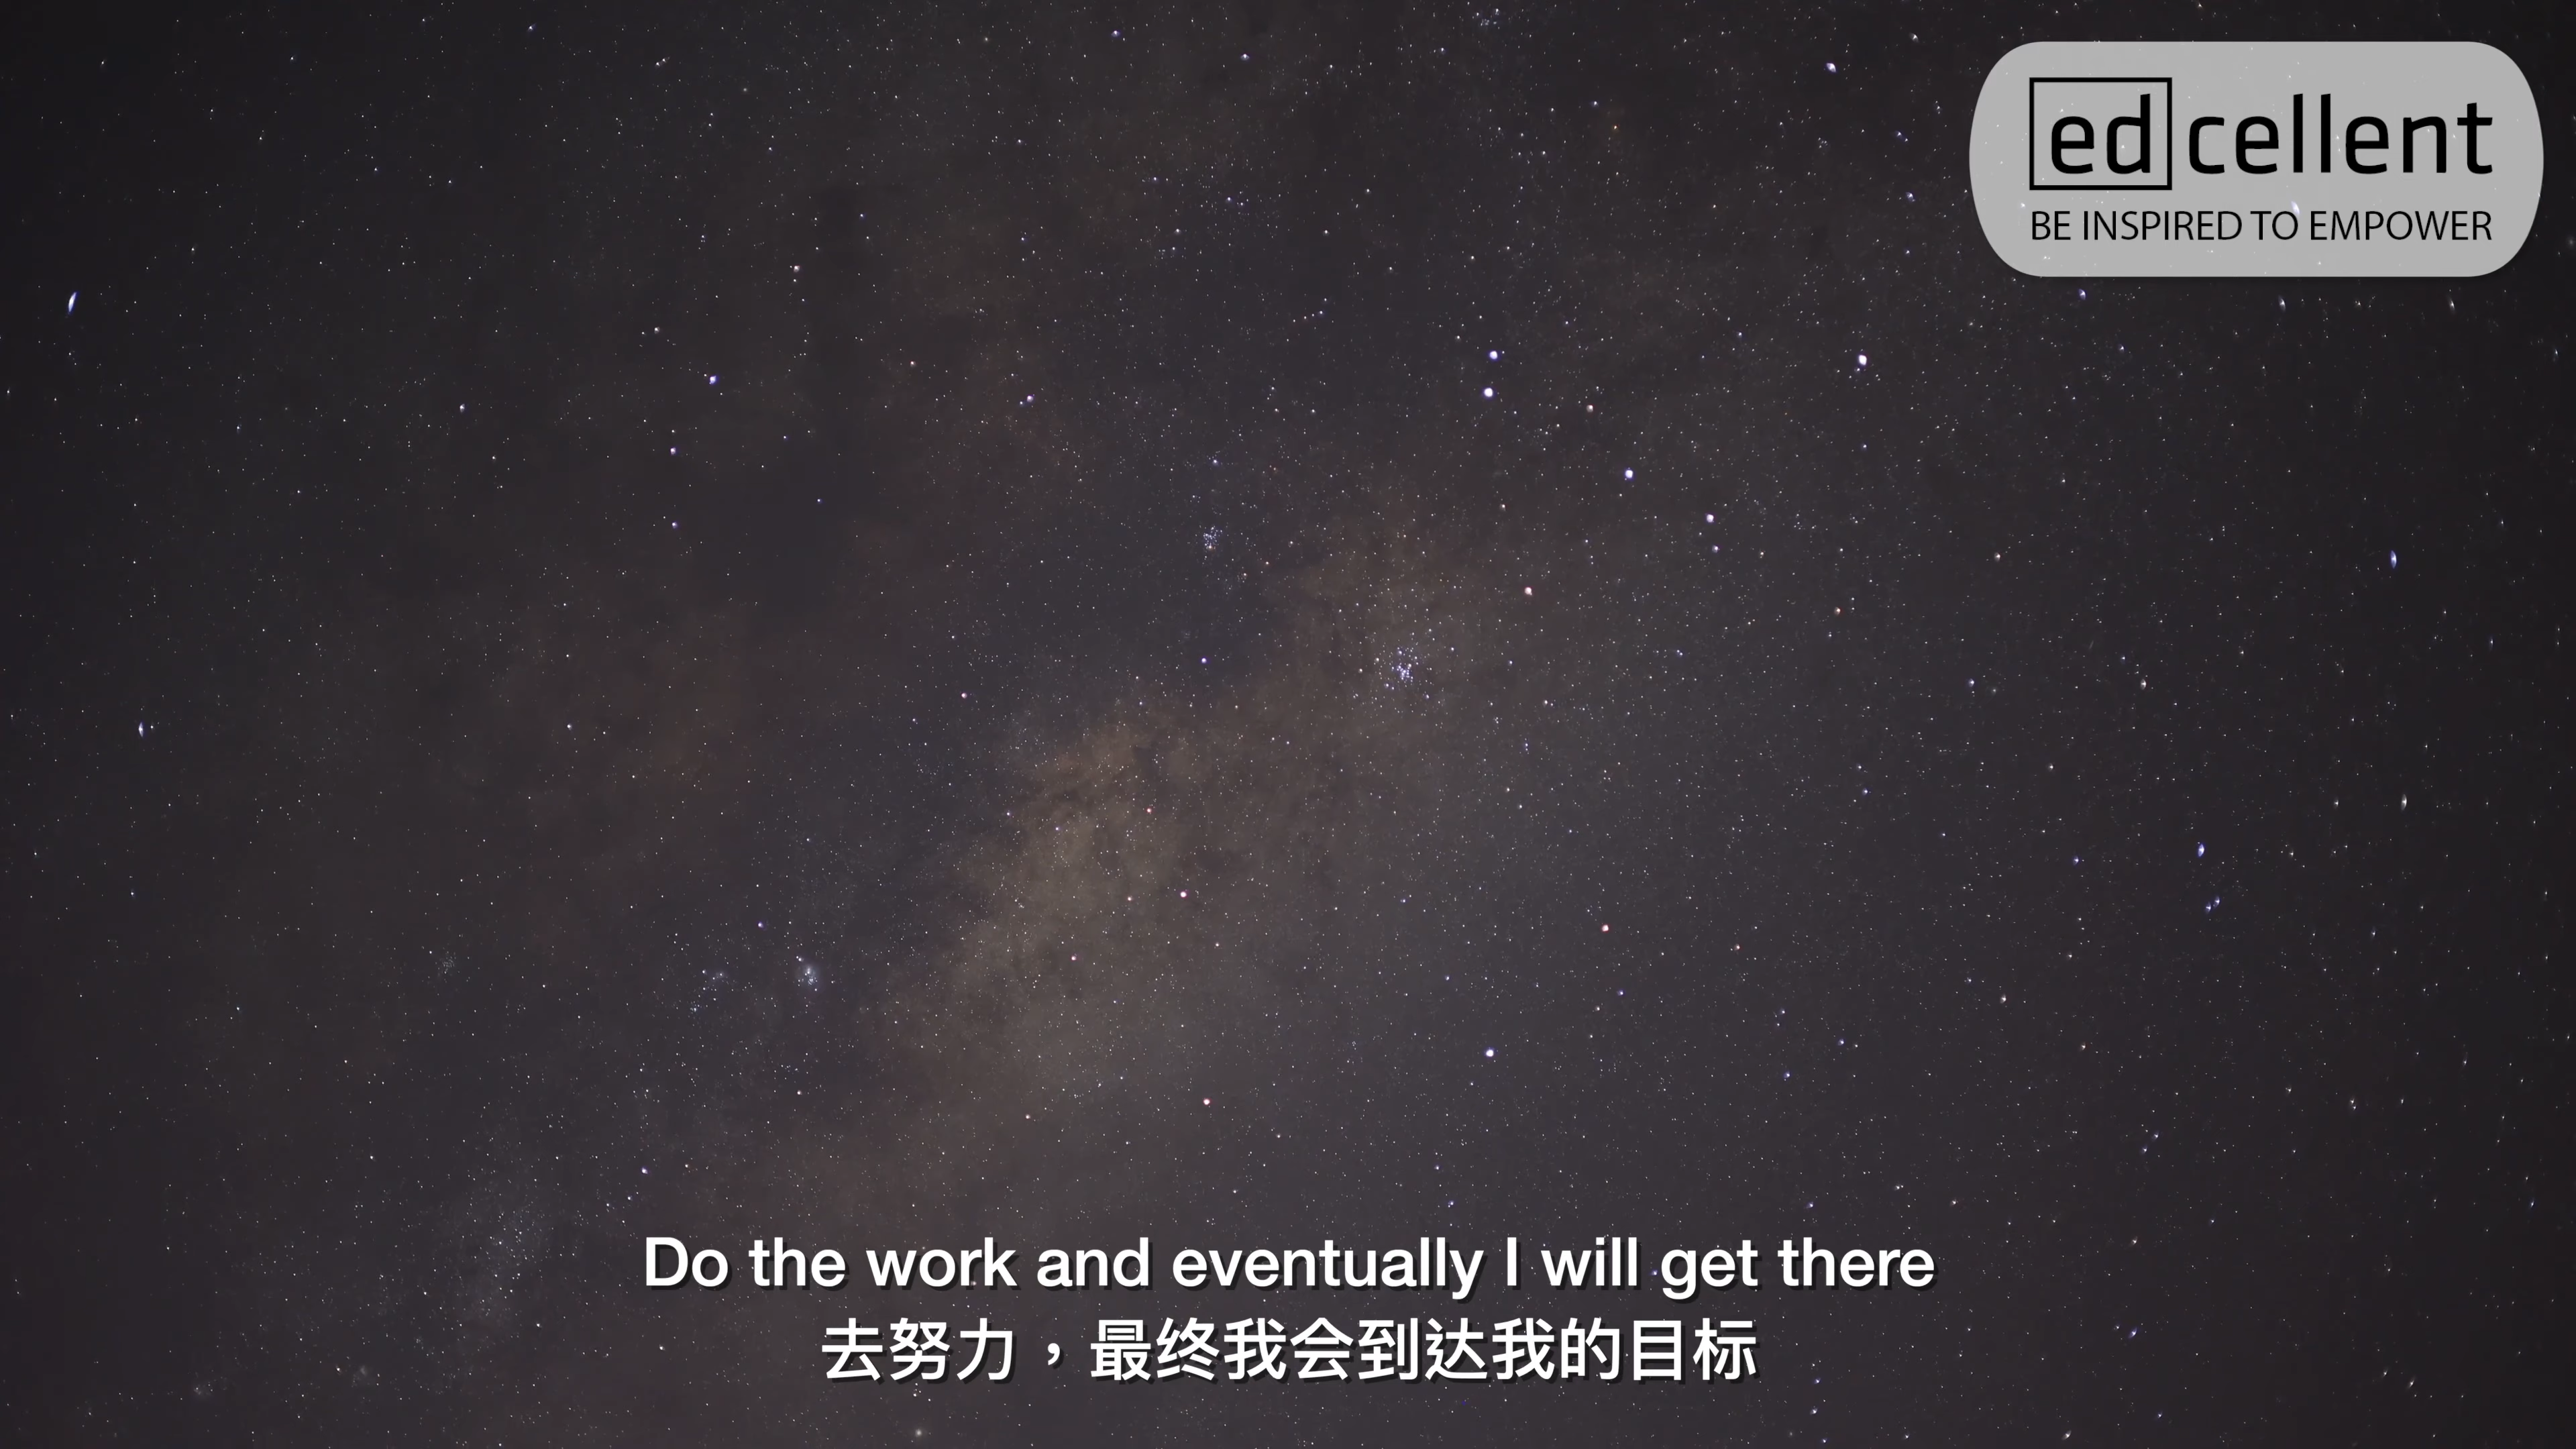 edcellent
BE INSPIRED TO EMPOWER
Do the work and eventually I will get there
去努力，最终我会到达我的目标